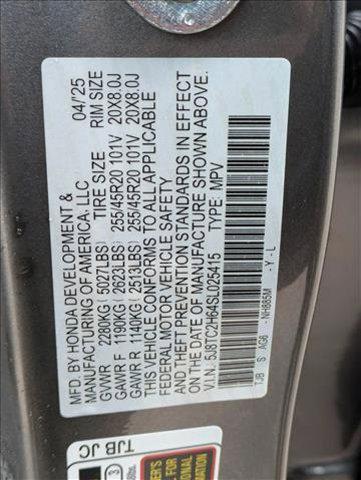 MFD. BY HONDA DEVELOPMENT &
MANUFACTURING OF AMERICA, LLC 04/25
GVWR 2280KG (5027LBS) TIRE SIZE RIM SIZE
GAWR F 1190KG (2623LBS) 255/45R20 101V 20X8.0J
GAWR R 1140KG (2513LBS) 255/45R20 101V 20X8.0J
THIS VEHICLE CONFORMS TO ALL APPLICABLE
FEDERAL MOTOR VEHICLE SAFETY
AND THEFT PREVENTION STANDARDS IN EFFECT
ON THE DATE OF MANUFACTURE SHOWN ABOVE.
V.I.N.: 5J8TC2H64SL025415 TYPE: MPV
TJB S HG6 -NH885M -Y-L
TJB JC